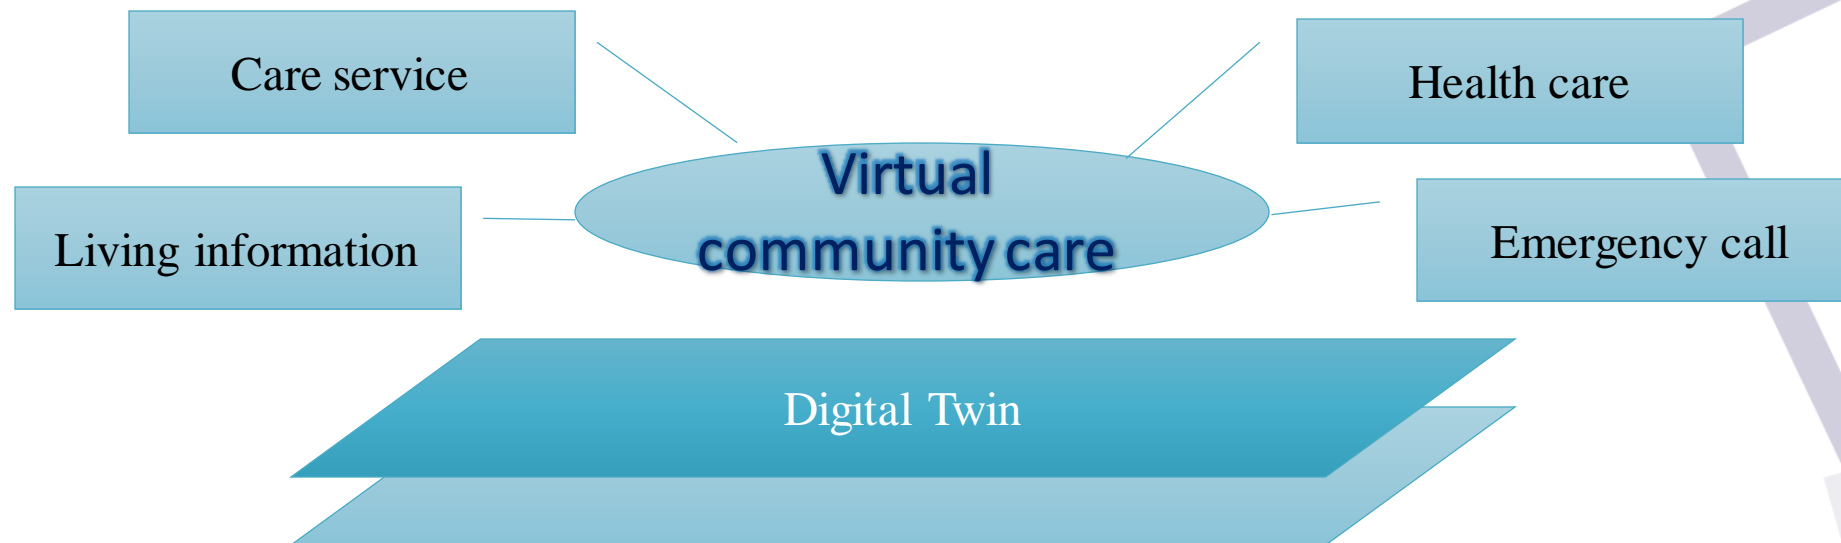 Care service
Health care
Virtual
community care
Living information
Emergency call
Digital Twin